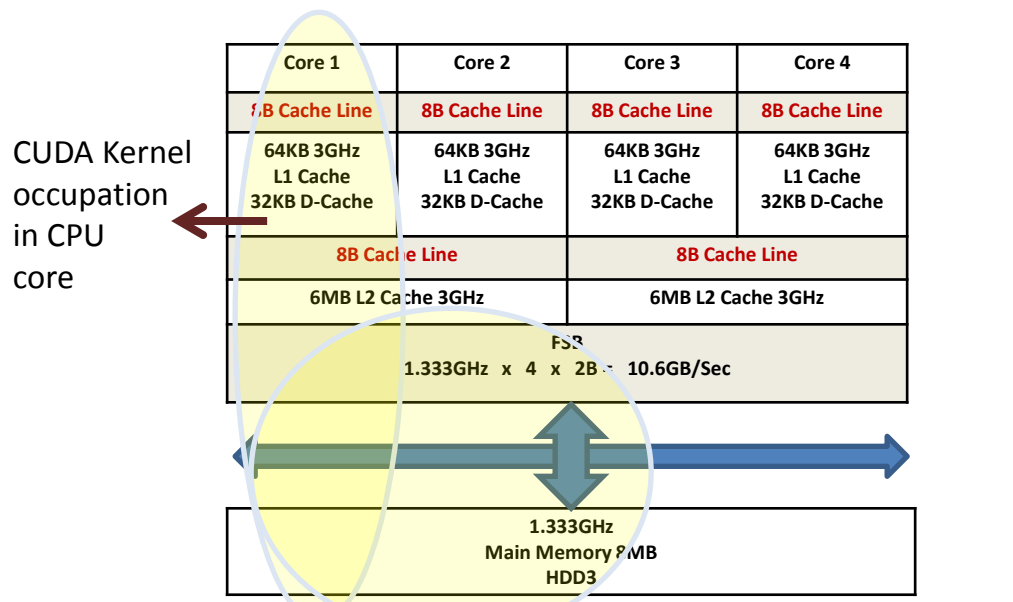 Core 1 Core 2 Core 3 Core 4
8B Cache Line 8B Cache Line 8B Cache Line 8B Cache Line
CUDA Kernel
occupation
in CPU
core
64KB 3GHz 64KB 3GHz 64KB 3GHz 64KB 3GHz
L1 Cache L1 Cache L1 Cache L1 Cache
32KB D-Cache 32KB D-Cache 32KB D-Cache 32KB D-Cache
8B Cache Line 8B Cache Line
6MB L2 Cache 3GHz 6MB L2 Cache 3GHz
FSB
1.333GHz x 4 x 2B = 10.6GB/Sec
1.333GHz
Main Memory 8MB
HDD3